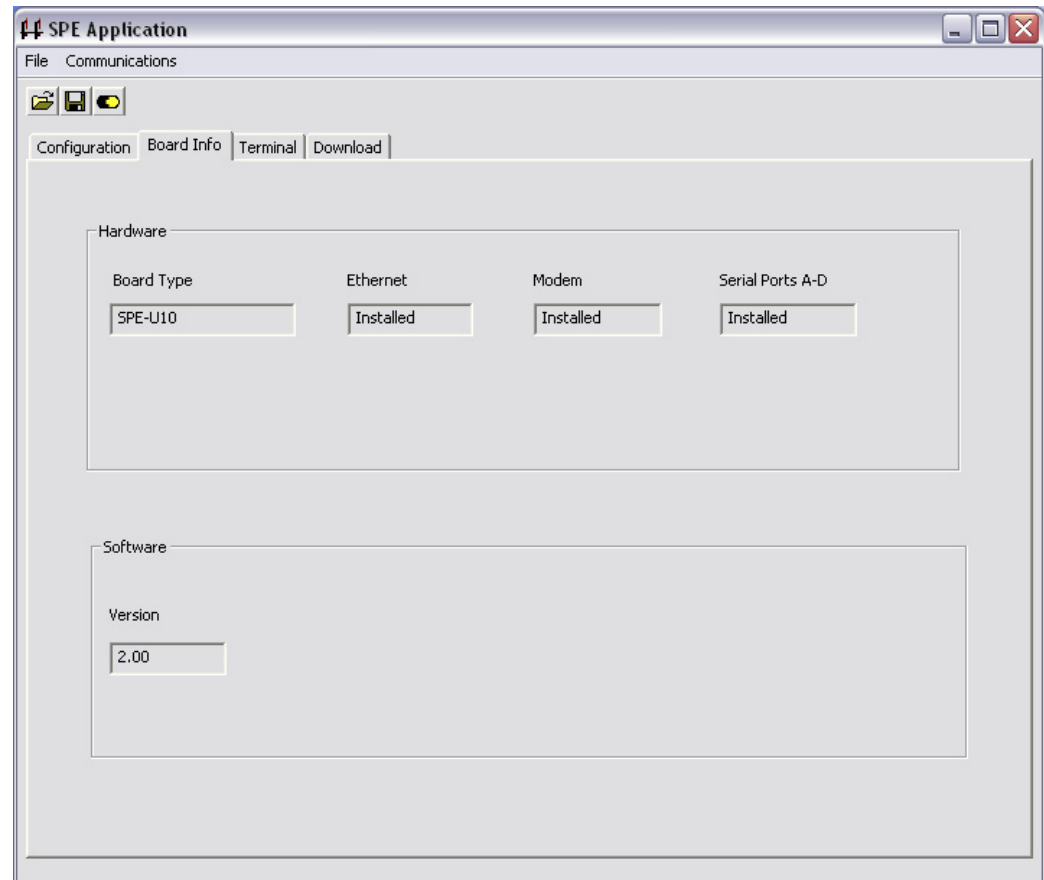 SPE Application
File Communications
Configuration Board Info Terminal Download
Hardware
Board Type Ethernet Modem Serial Ports A-D
SPE-U10 Installed Installed Installed
Software
Version
2.00